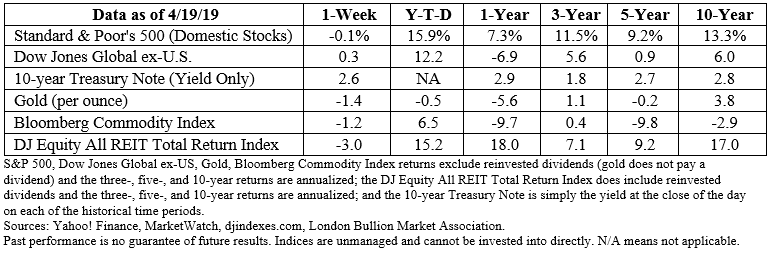 Data as of 4/19/19 1-Week Y-T-D 1-Year 3-Year 5-Year 10-Year
Standard & Poor's 500 (Domestic Stocks) -0.1% 15.9% 7.3% 11.5% 9.2% 13.3%
Dow Jones Global ex-U.S. 0.3 12.2 -6.9 5.6 0.9 6.0
10-year Treasury Note (Yield Only) 2.6 NA 2.9 1.8 2.7 2.8
Gold (per ounce) -1.4 -0.5 -5.6 1.1 -0.2 3.8
Bloomberg Commodity Index -1.2 6.5 -9.7 0.4 -9.8 -2.9
DJ Equity All REIT Total Return Index -3.0 15.2 18.0 7.1 9.2 17.0
S&P 500, Dow Jones Global ex-US, Gold, Bloomberg Commodity Index returns exclude reinvested dividends (gold does not pay a
dividend) and the three-, five-, and 10-year returns are annualized; the DJ Equity All REIT Total Return Index does include reinvested
dividends and the three-, five-, and 10-year returns are annualized; and the 10-year Treasury Note is simply the yield at the close of the day
on each of the historical time periods.
Sources: Yahoo! Finance, MarketWatch, djindexes.com, London Bullion Market Association.
Past performance is no guarantee of future results. Indices are unmanaged and cannot be invested into directly. N/A means not applicable.